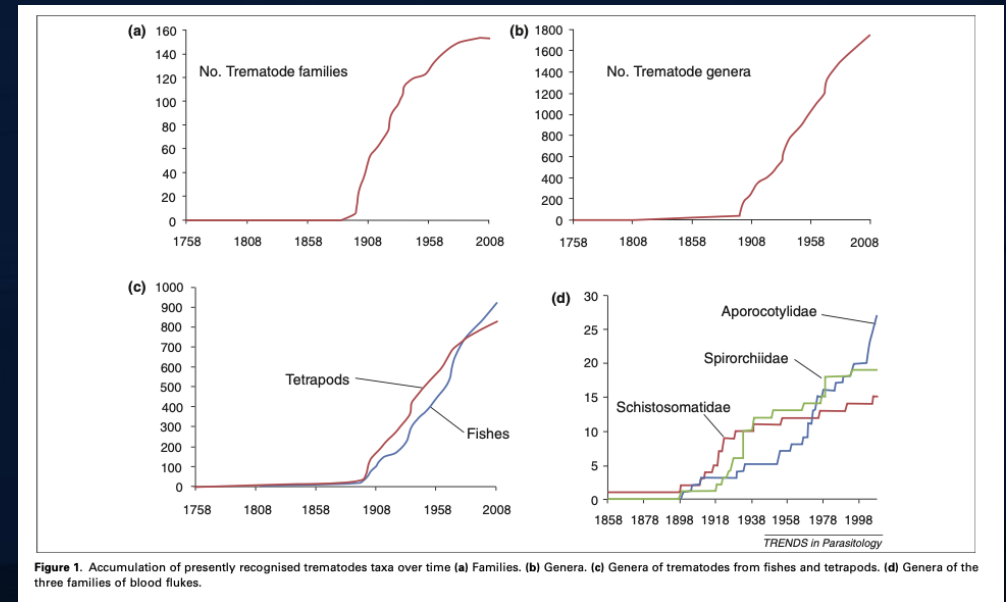 (a)
160
140
120
100
80
60
40
20
0
No. Trematode families
1758 1808 1858 1908 1958 2008
(b)
1800
1600
1400
1200
1000
800
600
400
200
0
No. Trematode genera
1758 1808 1858 1908 1958 2008
(c)
1000
900
800
700
600
500
400
300
200
100
0
Tetrapods
Fishes
1758 1808 1858 1908 1958 2008
(d)
30
25
20
15
10
5
0
Aporocotylidae
Spirorchiidae
Schistosomatidae
1858 1878 1898 1918 1938 1958 1978 1998
TRENDS in Parasitology
Figure 1. Accumulation of presently recognised trematodes taxa over time (a) Families. (b) Genera. (c) Genera of trematodes from fishes and tetrapods. (d) Genera of the
three families of blood flukes.